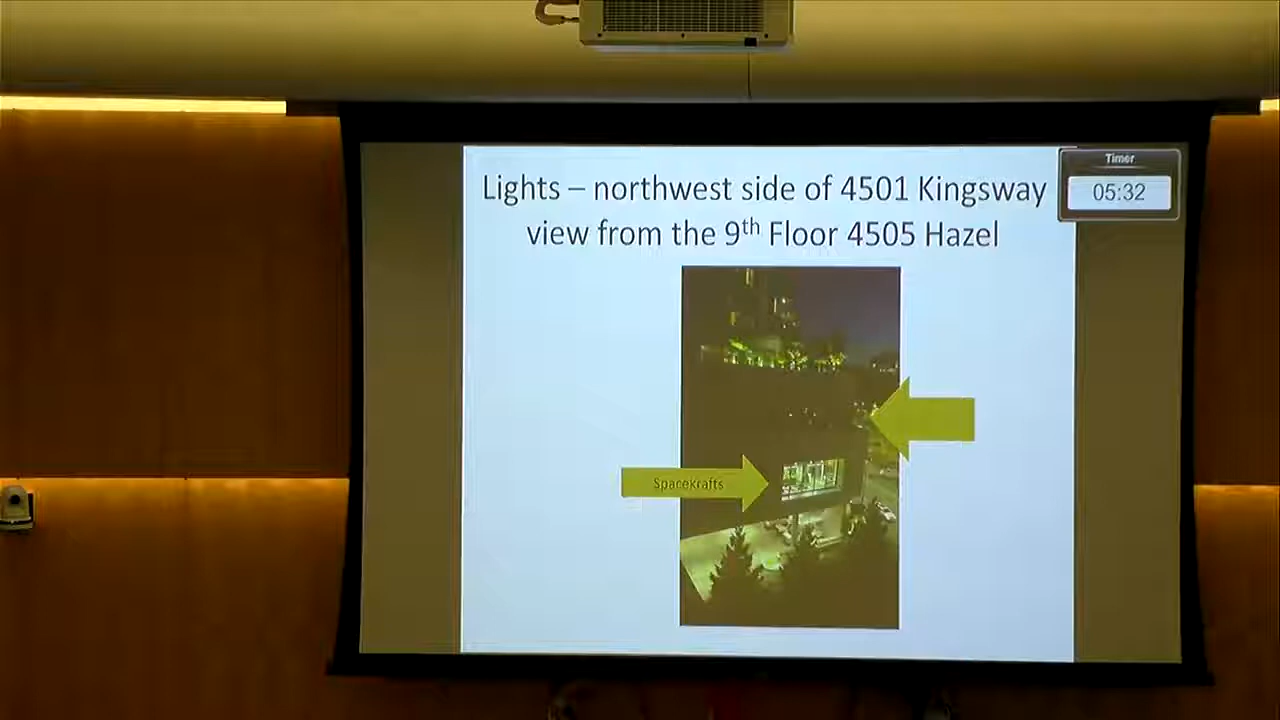 Lights – northwest side of 4501 Kingsway
view from the 9th Floor 4505 Hazel
Timer
05:32
Spacekrafts